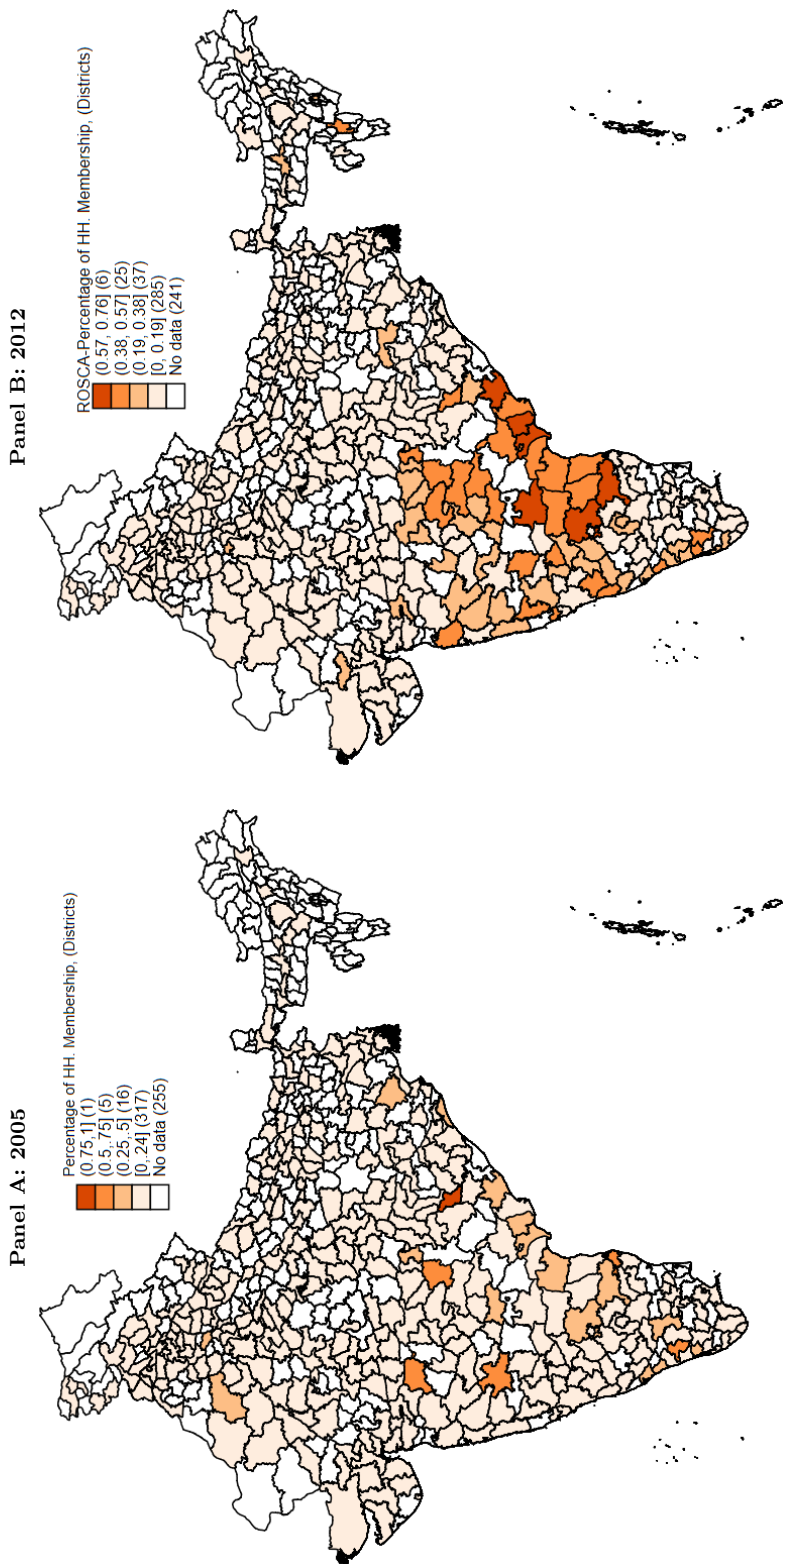 Panel A: 2005
Percentage of HH. Membership, (Districts)
(0.75,1] (1)
(0.5,.75] (5)
(0.25,.5] (16)
[0,.24] (317)
No data (255)
Panel B: 2012
ROSCA-Percentage of HH. Membership, (Districts)
(0.57, 0.76] (6)
(0.38, 0.57] (25)
(0.19, 0.38] (37)
[0, 0.19] (285)
No data (241)